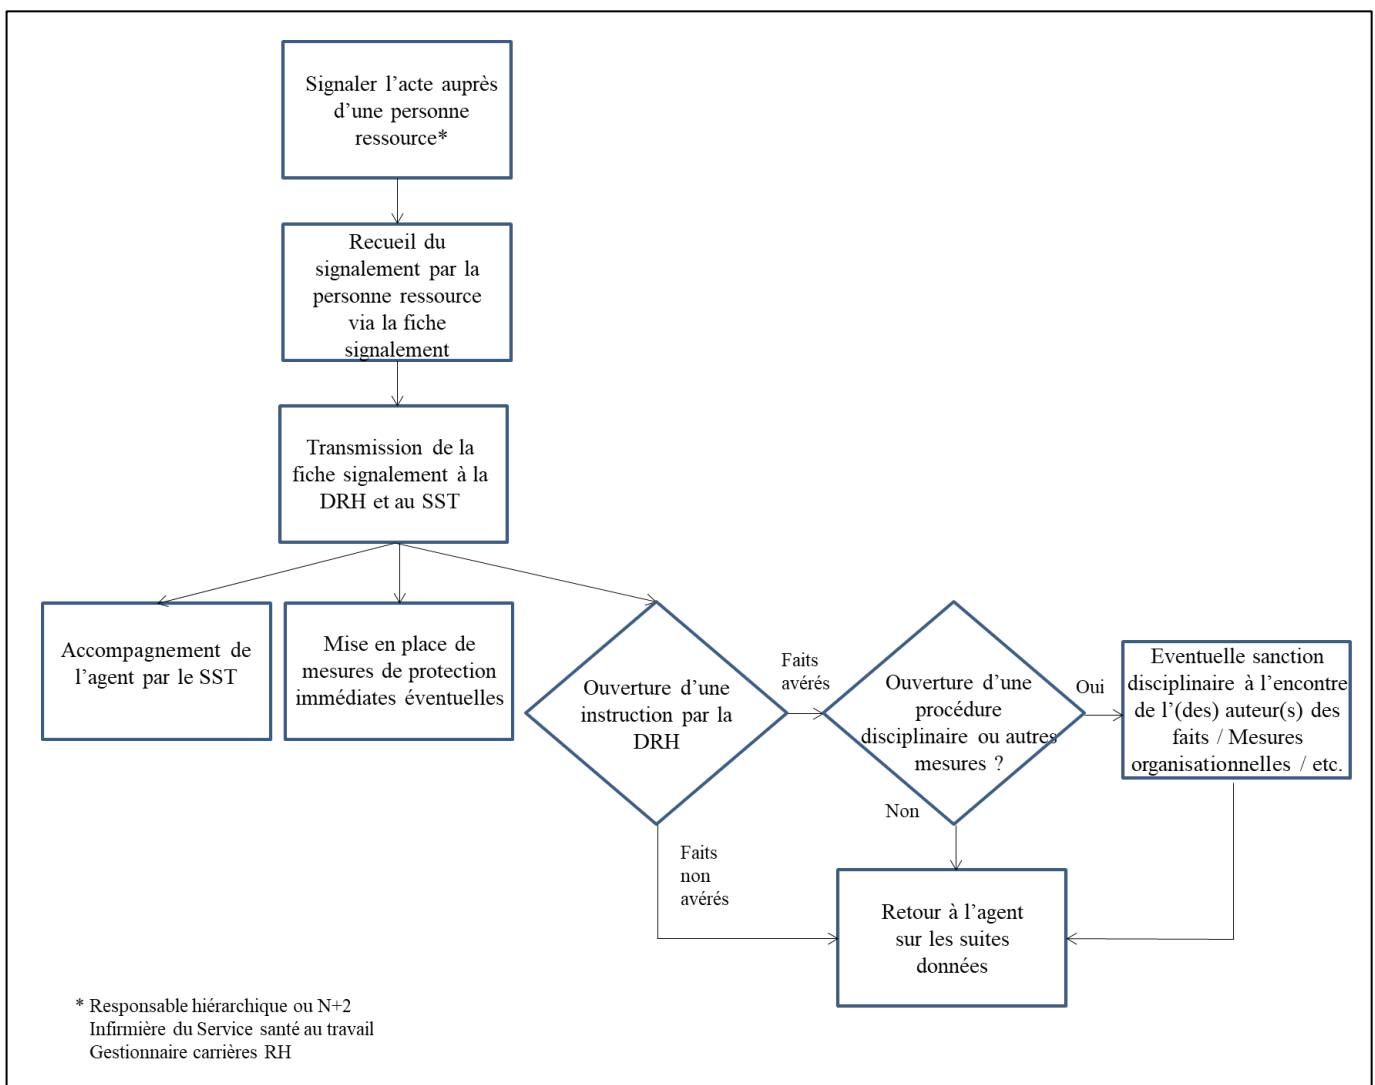 Signaler l’acte auprès
d’une personne
ressource*
Recueil du
signalement par la
personne ressource
via la fiche
signalement
Transmission de la
fiche signalement à la
DRH et au SST
Accompagnement de
l’agent par le SST
Mise en place de
mesures de protection
immédiates éventuelles
Ouverture d’une
instruction par la
DRH
Faits
avérés
Ouverture d’une
procédure
disciplinaire ou autres
mesures ?
Oui
Eventuelle sanction
disciplinaire à l’encontre
de l’(des) auteur(s) des
faits / Mesures
organisationnelles / etc.
Non
Faits
non
avérés
Retour à l’agent
sur les suites
données
* Responsable hiérarchique ou N+2
Infirmière du Service santé au travail
Gestionnaire carrières RH